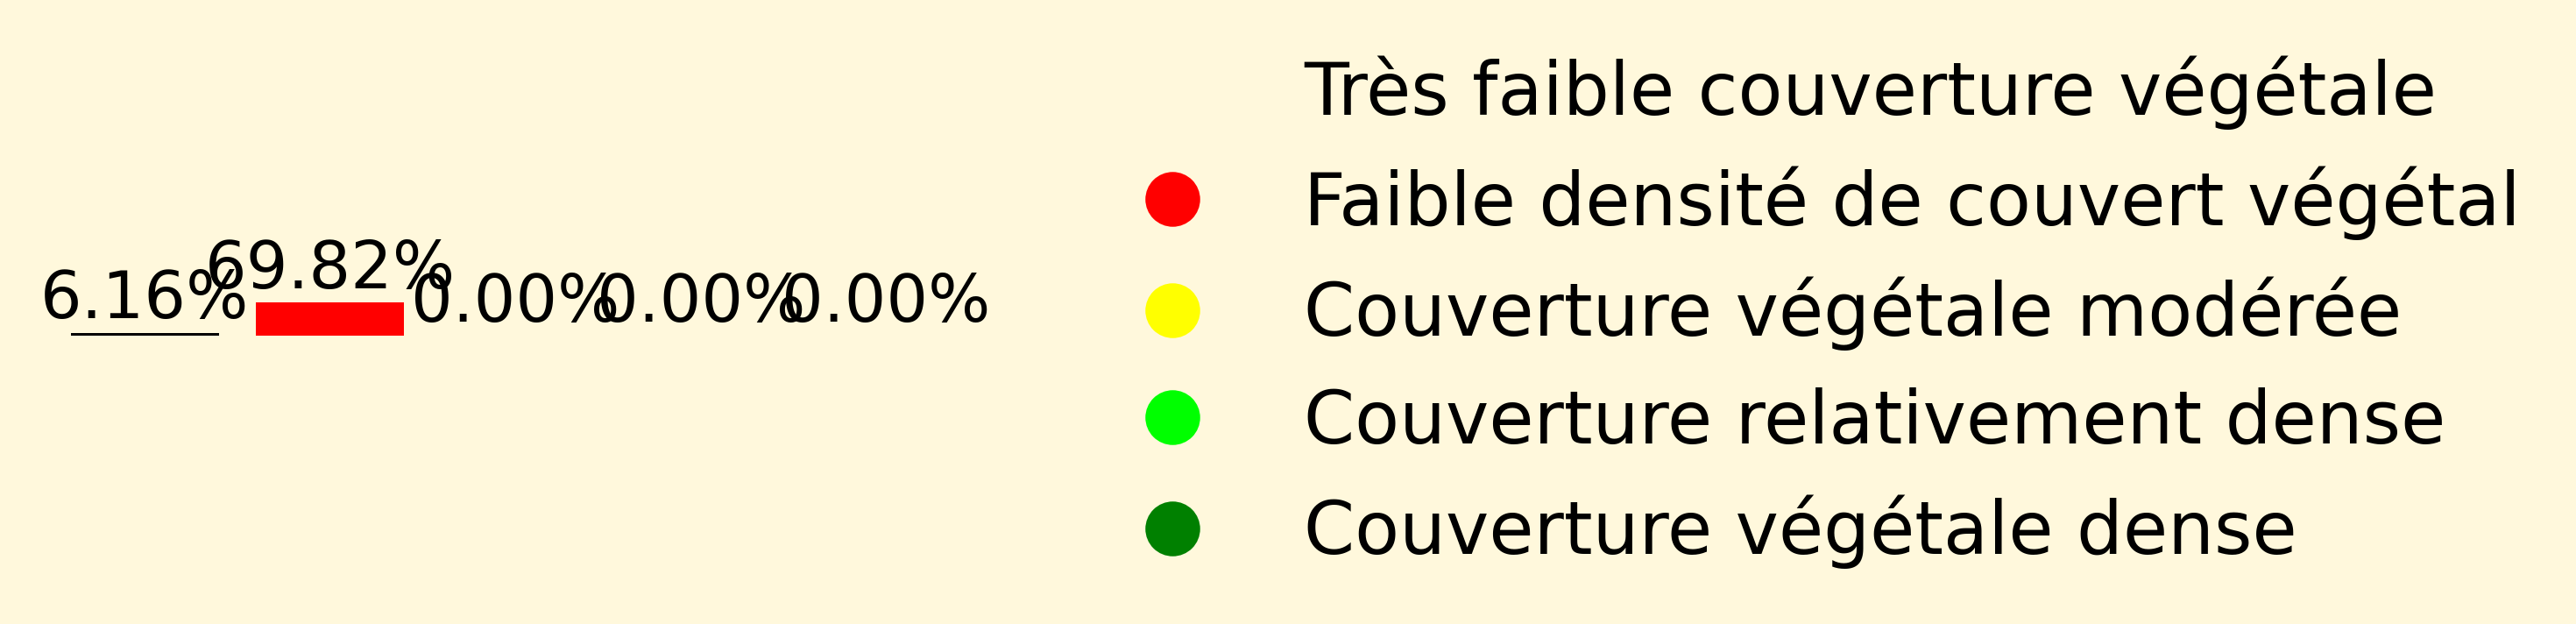 6.16% 69.82% 0.00% 0.00% 0.00%
Très faible couverture végétale
Faible densité de couvert végétal
Couverture végétale modérée
Couverture relativement dense
Couverture végétale dense